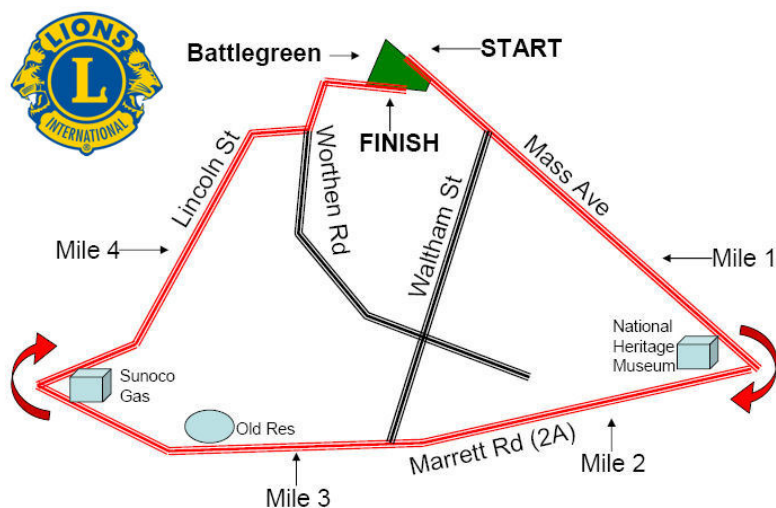 LIONS
L
INTERNATIONAL
®
Battlegreen
START
FINISH
Mass Ave
Lincoln St
Worthen Rd
Waltham St
Mile 4
Mile 1
National
Heritage
Museum
Sunoco
Gas
Old Res
Marrett Rd (2A)
Mile 2
Mile 3